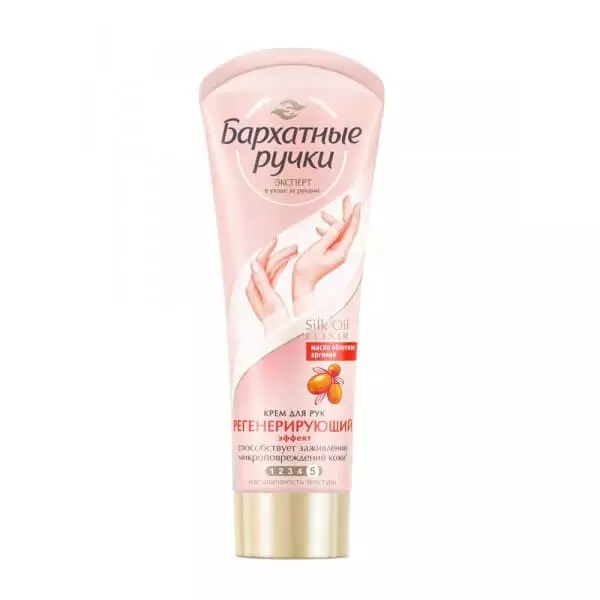 Бархатные
ручки
ЭКСПЕРТ
в уходе за руками
Silk Oil
ELIXIR
масло облепихи
аргинин
КРЕМ ДЛЯ РУК
РЕГЕНЕРИРУЮЩИЙ
эффект
способствует заживлению
микроповреждений кожи
1 2 3 4 5
насыщенность текстуры